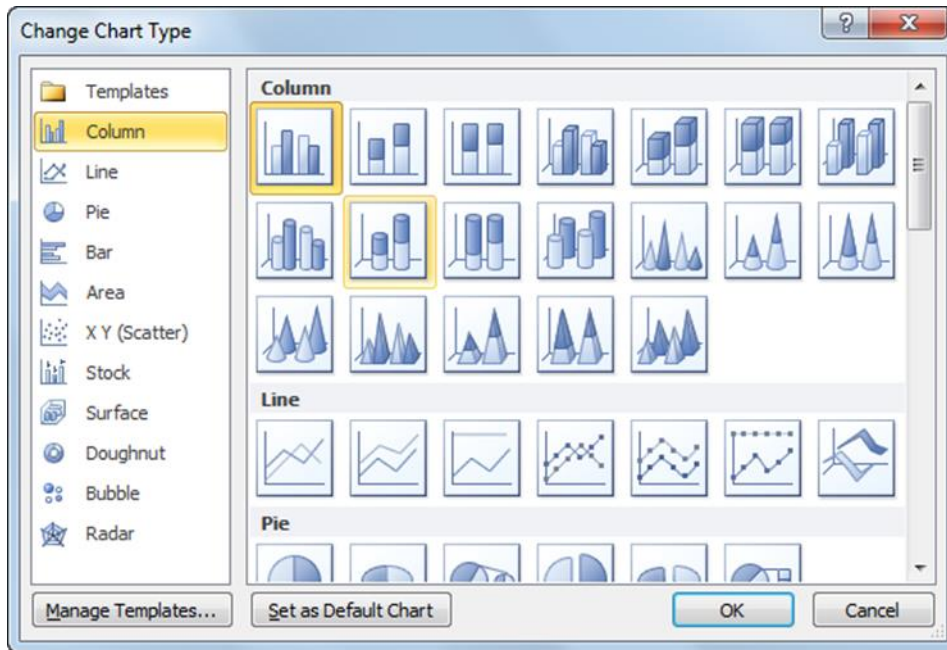 Change Chart Type
Templates
Column
Line
Pie
Bar
Area
X Y (Scatter)
Stock
Surface
Doughnut
Bubble
Radar
Column
Line
Pie
Manage Templates...
Set as Default Chart
OK
Cancel